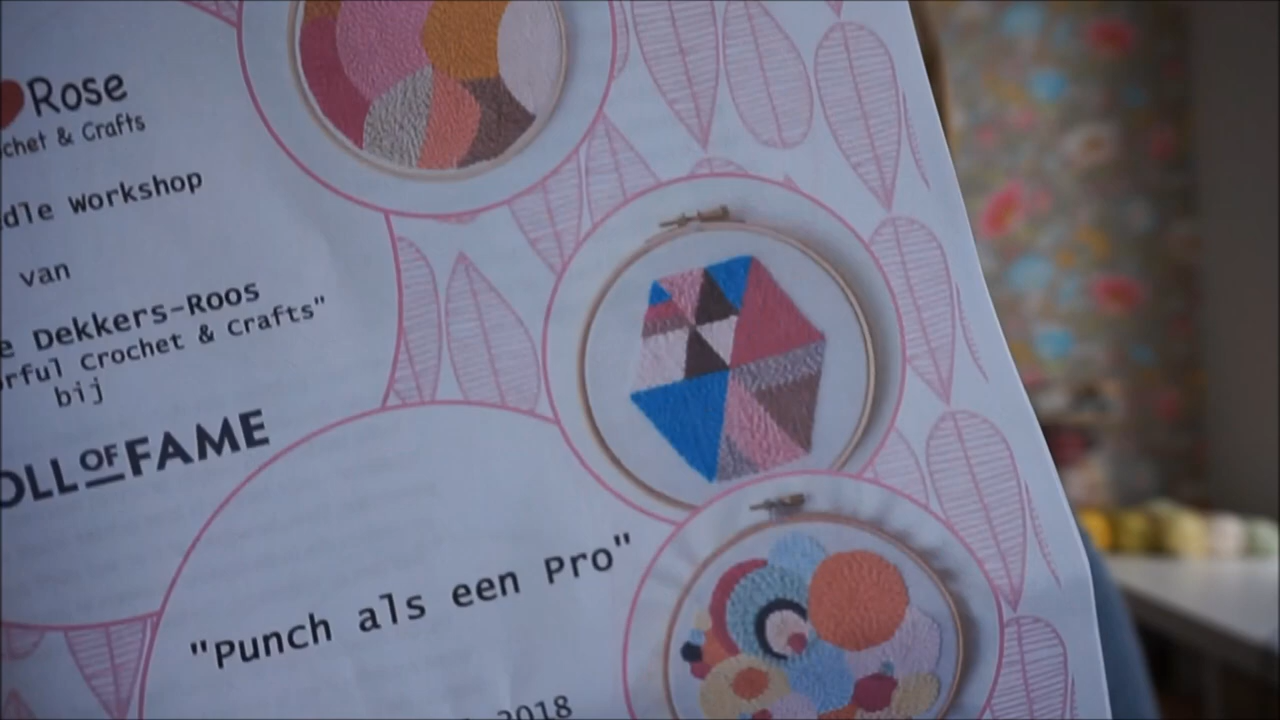 Rose
chet & Crafts
dle workshop
van
e Dekkers-Roos
rful Crochet & Crafts"
bij
OLL OF FAME
"Punch als een Pro"
2018